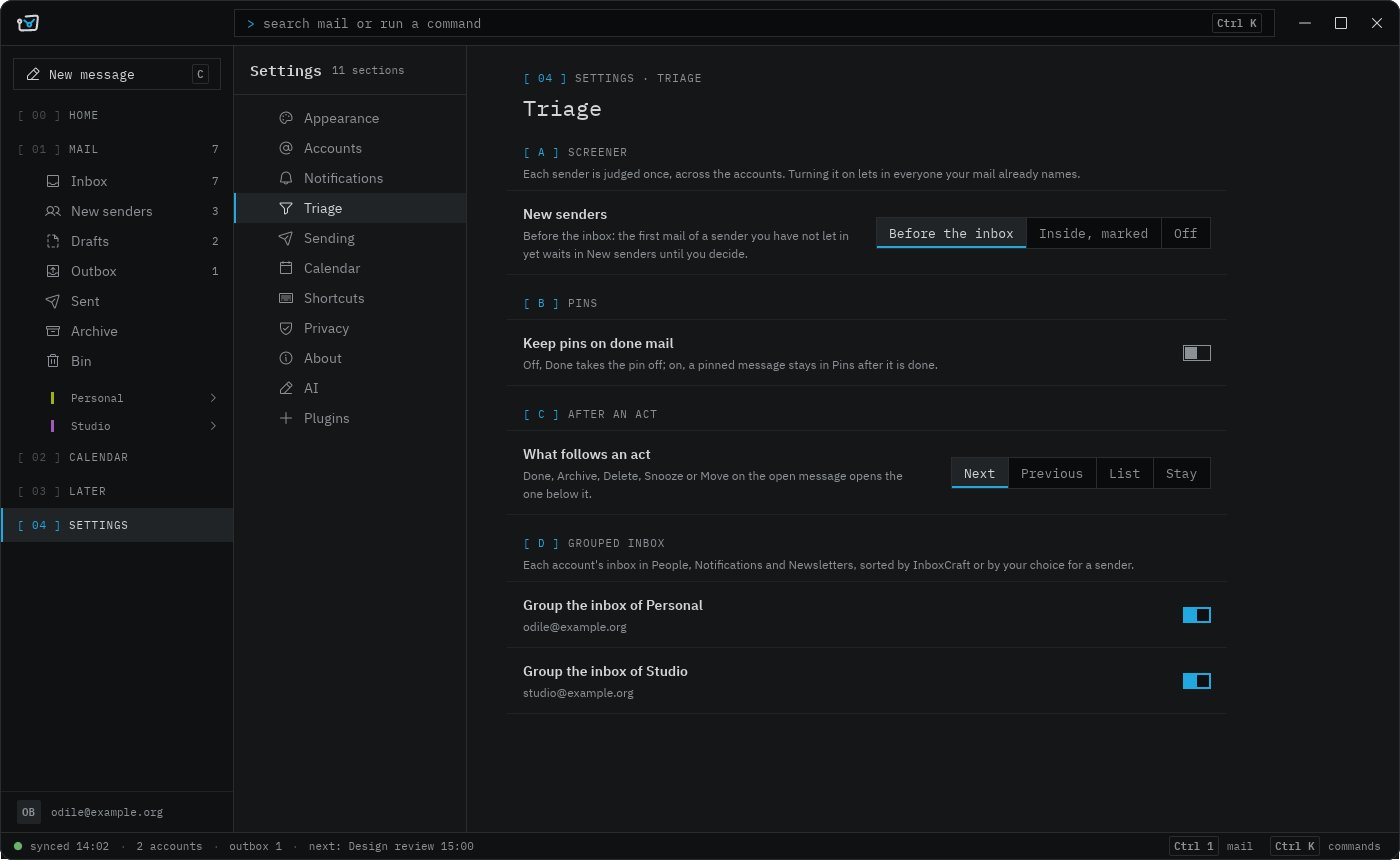 > search mail or run a command
Ctrl K
New message
C
[ 00 ] HOME
[ 01 ] MAIL 7
Inbox 7
New senders 3
Drafts 2
Outbox 1
Sent
Archive
Bin
Personal
Studio
[ 02 ] CALENDAR
[ 03 ] LATER
[ 04 ] SETTINGS
OB odile@example.org
Settings 11 sections
Appearance
Accounts
Notifications
Triage
Sending
Calendar
Shortcuts
Privacy
About
AI
Plugins
[ 04 ] SETTINGS · TRIAGE
Triage
[ A ] SCREENER
Each sender is judged once, across the accounts. Turning it on lets in everyone your mail already names.
New senders
Before the inbox: the first mail of a sender you have not let in
yet waits in New senders until you decide.
Before the inbox Inside, marked Off
[ B ] PINS
Keep pins on done mail
Off, Done takes the pin off; on, a pinned message stays in Pins after it is done.
[ C ] AFTER AN ACT
What follows an act
Done, Archive, Delete, Snooze or Move on the open message opens the
one below it.
Next Previous List Stay
[ D ] GROUPED INBOX
Each account's inbox in People, Notifications and Newsletters, sorted by InboxCraft or by your choice for a sender.
Group the inbox of Personal
odile@example.org
Group the inbox of Studio
studio@example.org
synced 14:02 · 2 accounts · outbox 1 · next: Design review 15:00
Ctrl 1 mail Ctrl K commands